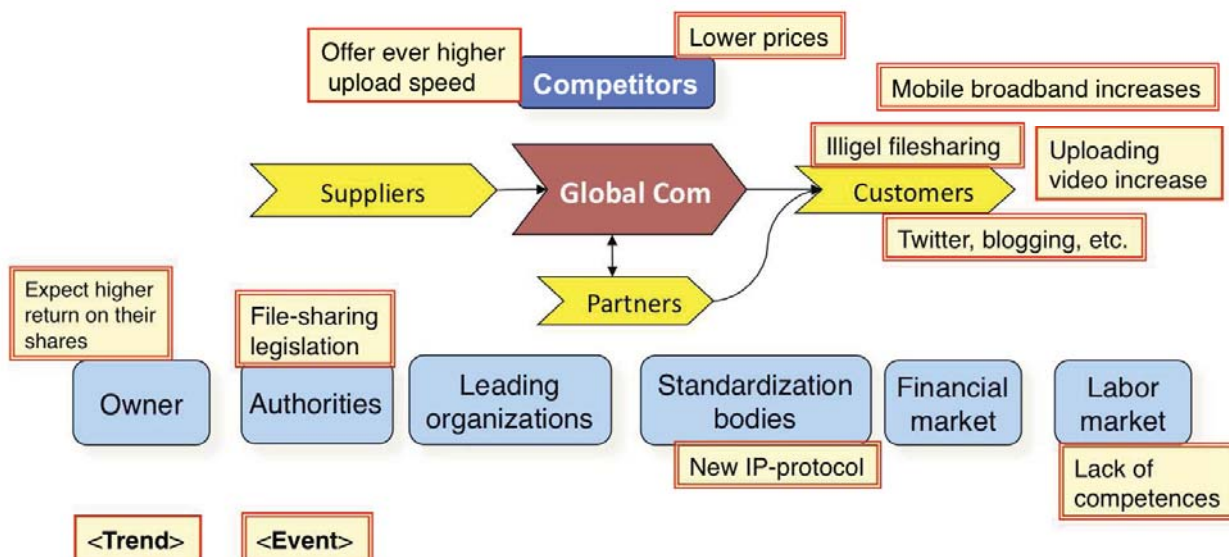 Offer ever higher
upload speed
Lower prices
Competitors
Mobile broadband increases
Illigel filesharing
Uploading
video increase
Suppliers
Global Com
Customers
Twitter, blogging, etc.
Partners
Expect higher
return on their
shares
File-sharing
legislation
Owner
Authorities
Leading
organizations
Standardization
bodies
Financial
market
Labor
market
New IP-protocol
Lack of
competences
<Trend>
<Event>